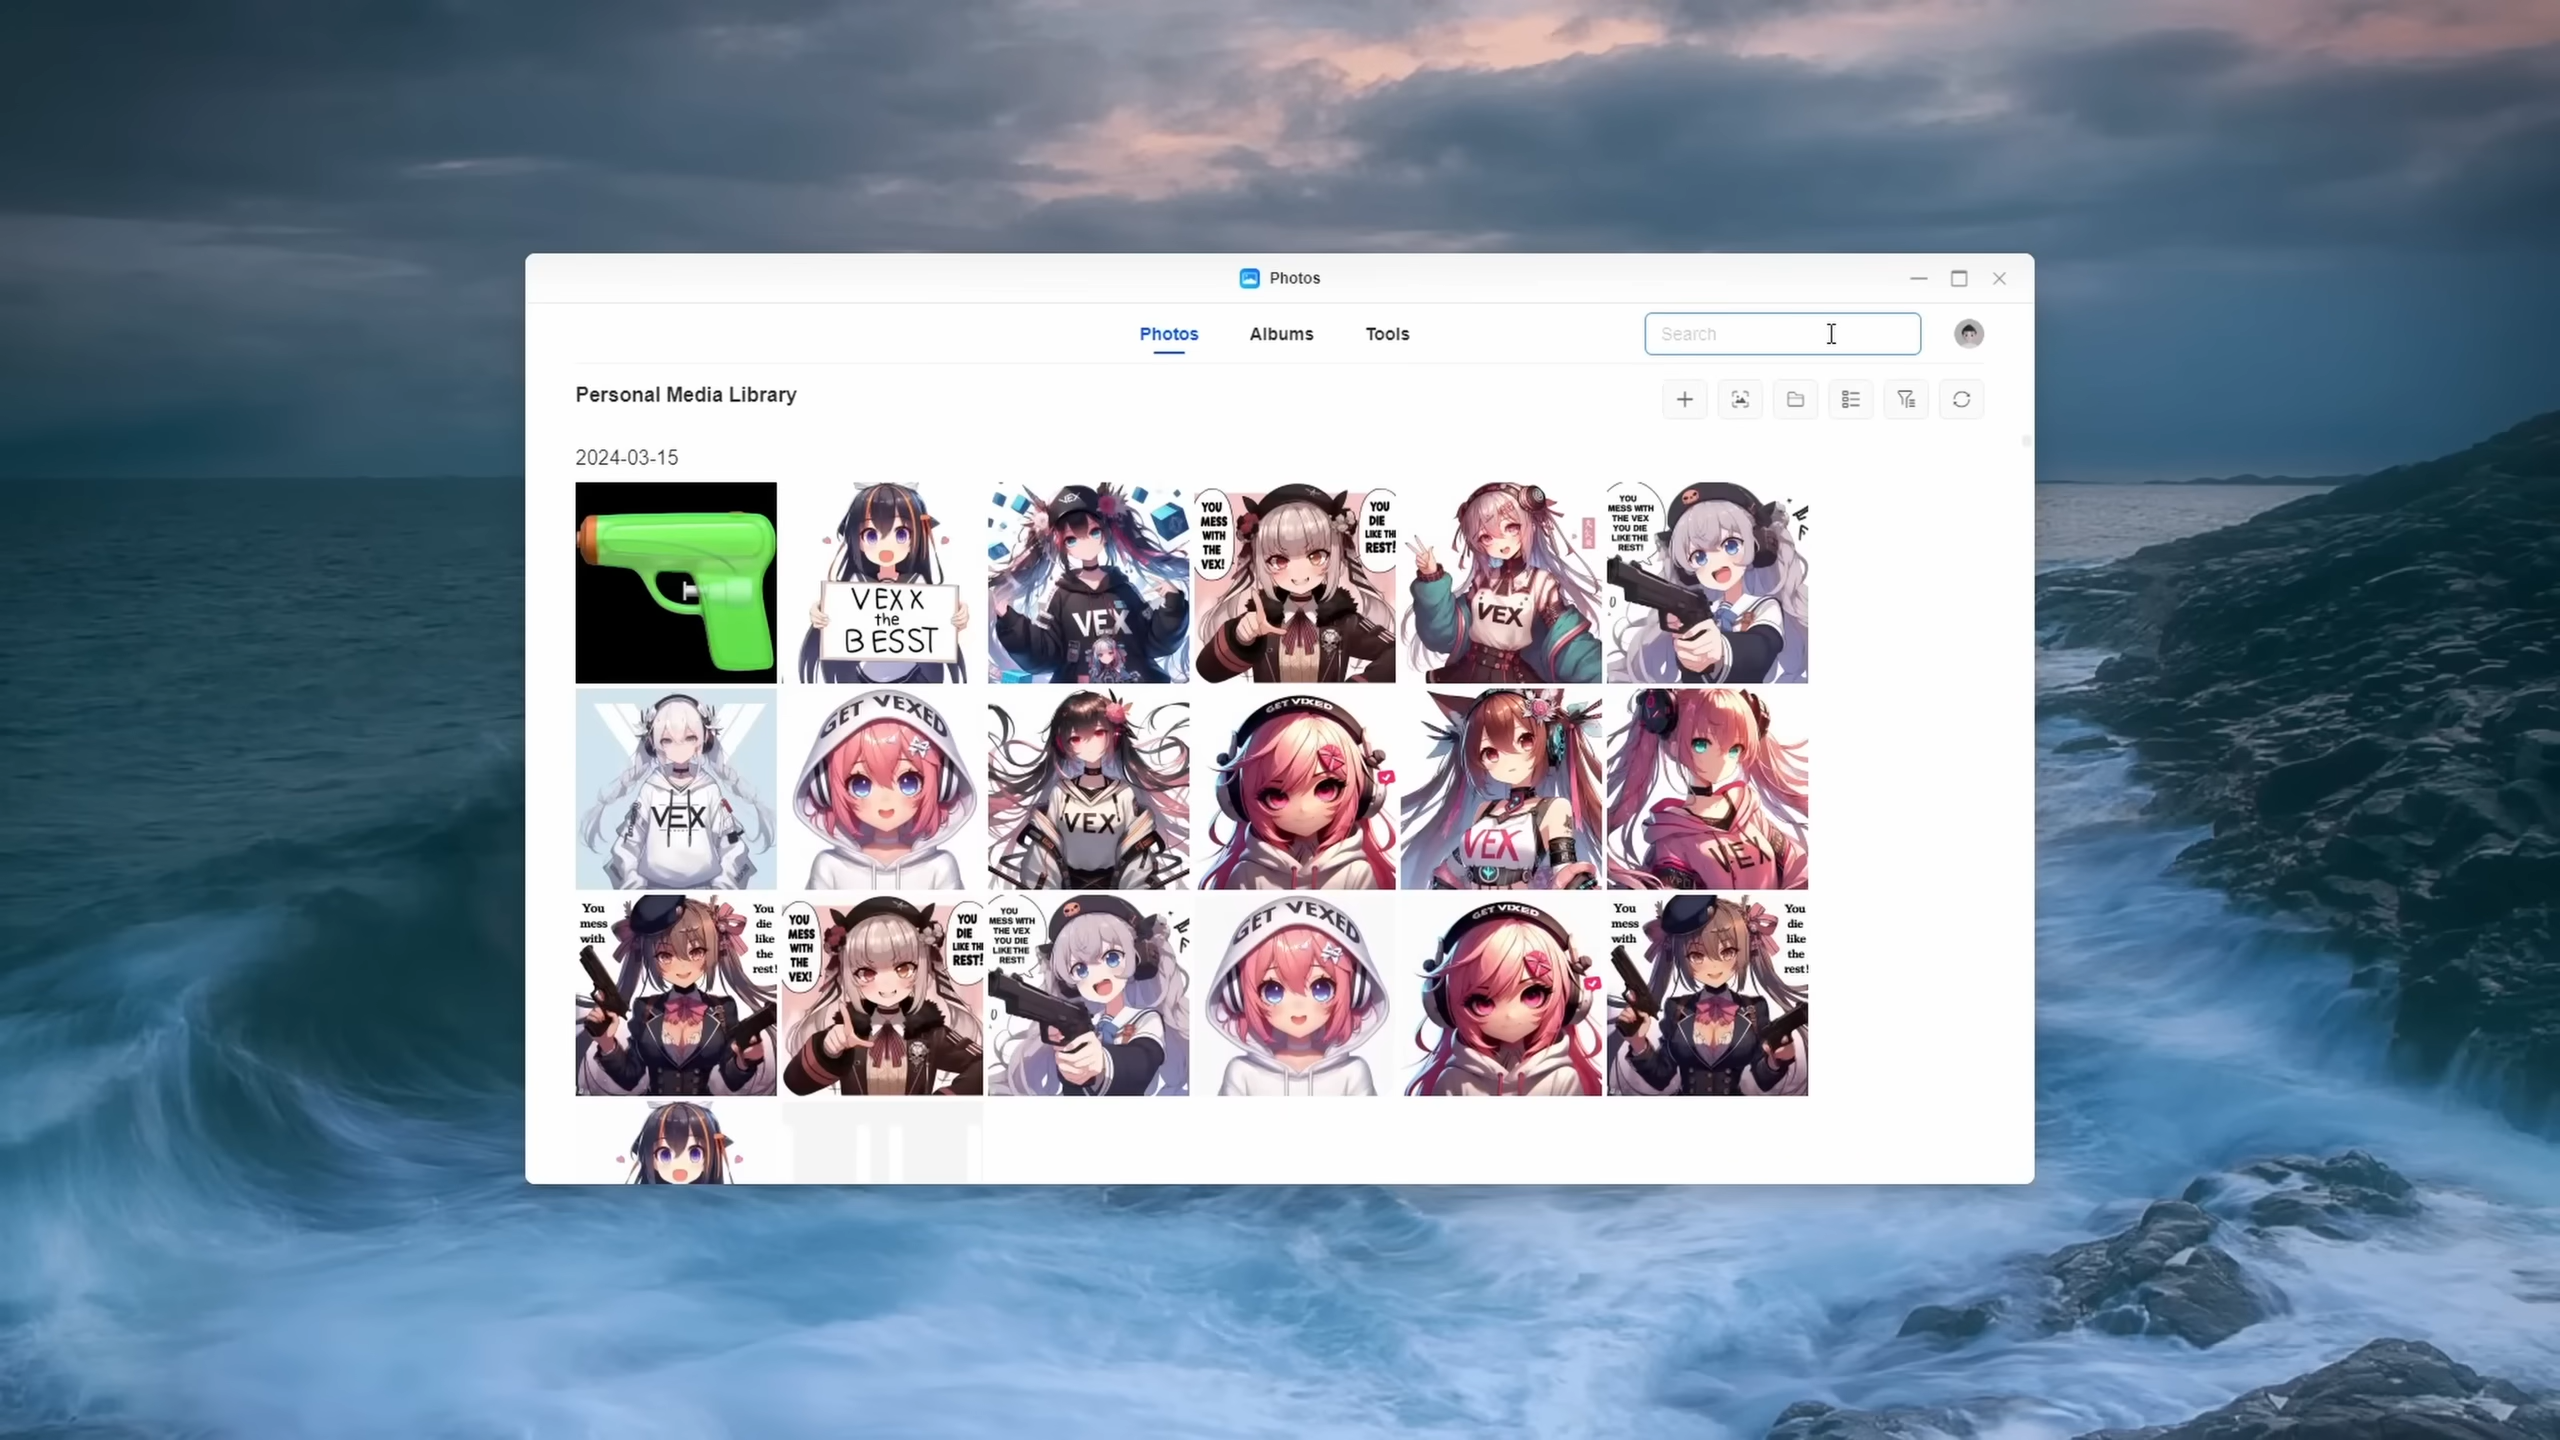 Photos
Photos Albums Tools Search
Personal Media Library
2024-03-15
VEXX
the
BESST
VEX
VEX
YOU
MESS
WITH
THE
VEX!
YOU
DIE
LIKE THE
REST!
VEX
YOU
MESS WITH
THE VEX
YOU DIE
LIKE THE
REST!
VEX
GET VEXED
VEX
GET VIXED
VEX
VEX
You
mess
with
You
die
like
the
rest!
YOU
MESS
WITH
THE
VEX!
YOU
DIE
LIKE THE
REST!
YOU
MESS WITH
THE VEX
YOU DIE
LIKE THE
REST!
GET VEXED
GET VIXED
You
mess
with
You
die
like
the
rest!